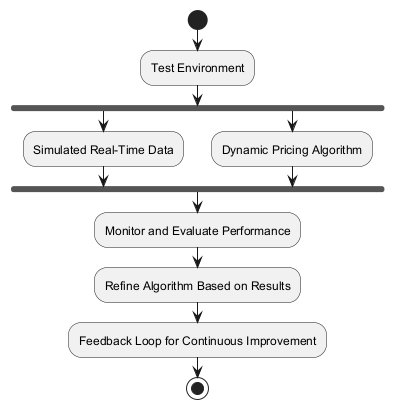 Test Environment
Simulated Real-Time Data
Dynamic Pricing Algorithm
Monitor and Evaluate Performance
Refine Algorithm Based on Results
Feedback Loop for Continuous Improvement